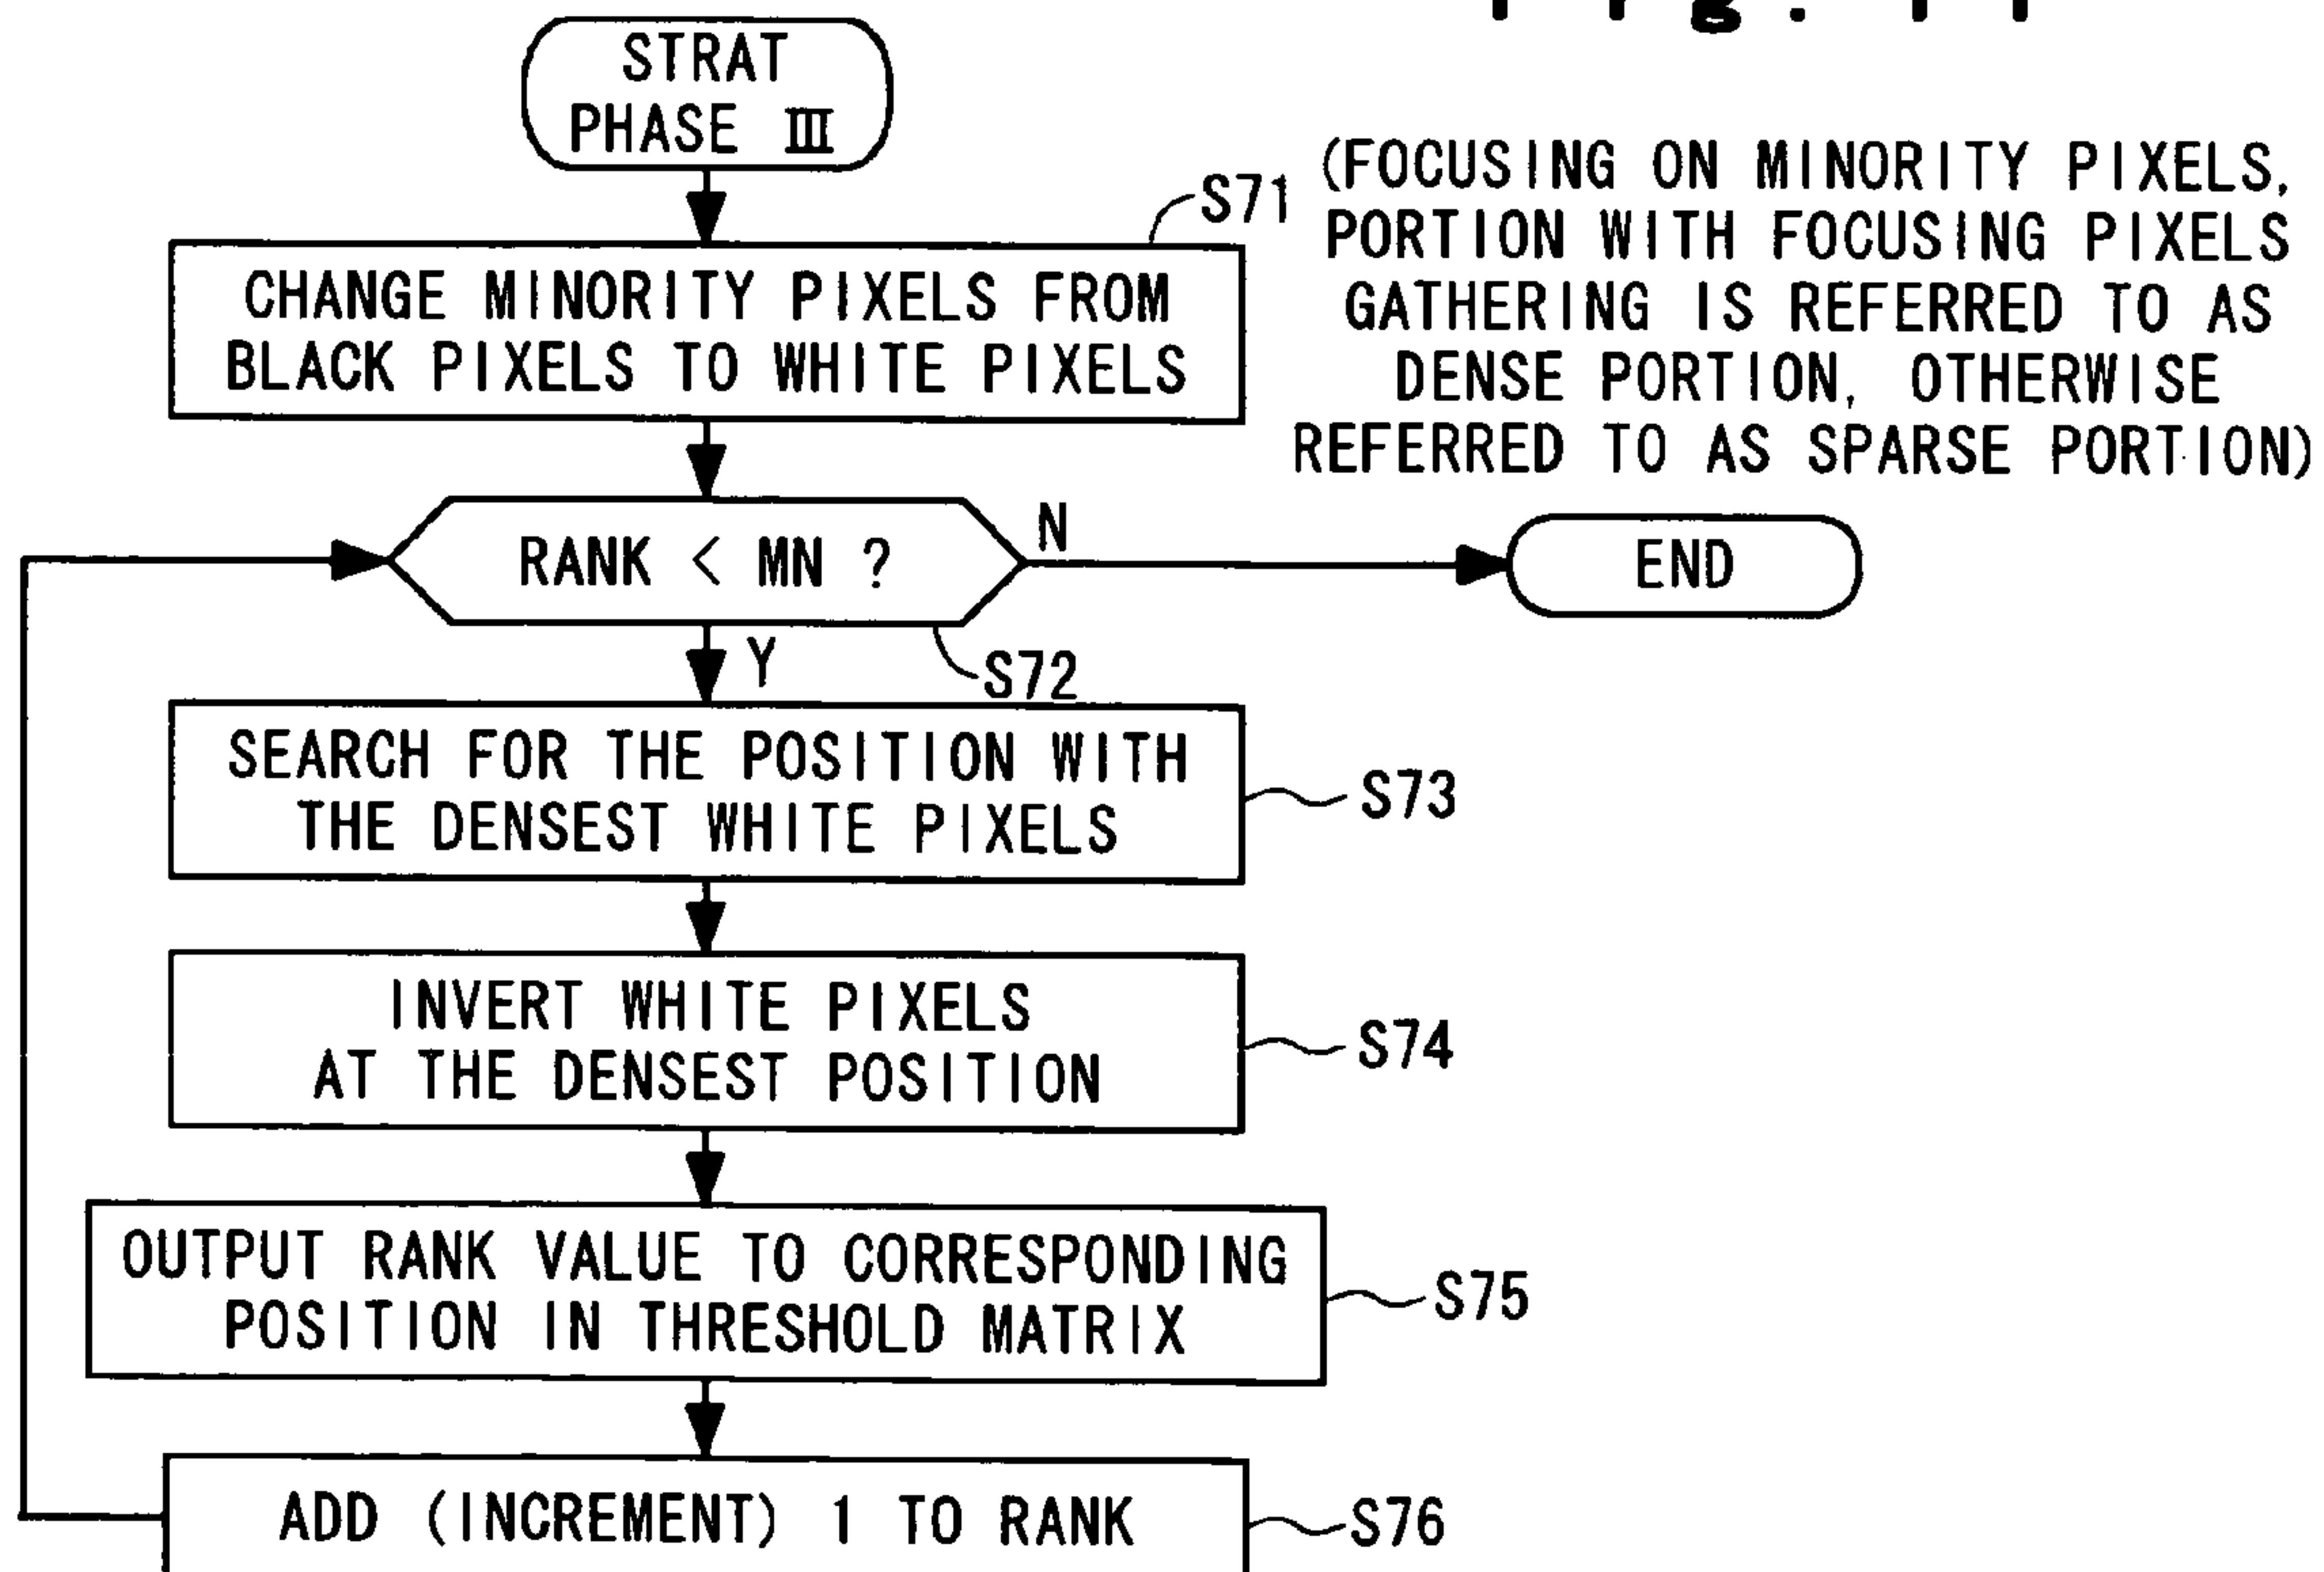 STRAT
PHASE III
S71
(FOCUSING ON MINORITY PIXELS,
PORTION WITH FOCUSING PIXELS
GATHERING IS REFERRED TO AS
DENSE PORTION, OTHERWISE
REFERRED TO AS SPARSE PORTION)
CHANGE MINORITY PIXELS FROM
BLACK PIXELS TO WHITE PIXELS
RANK < MN ?
N
END
Y
S72
SEARCH FOR THE POSITION WITH
THE DENSEST WHITE PIXELS
S73
INVERT WHITE PIXELS
AT THE DENSEST POSITION
S74
OUTPUT RANK VALUE TO CORRESPONDING
POSITION IN THRESHOLD MATRIX
S75
ADD (INCREMENT) 1 TO RANK
S76